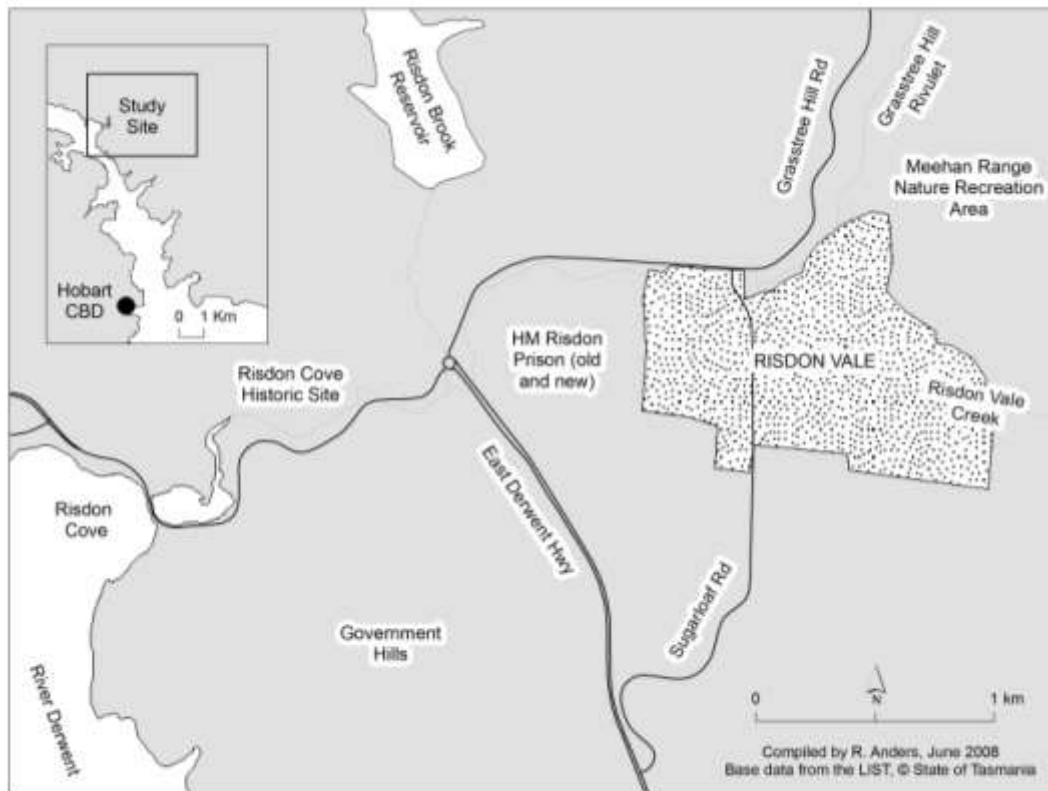 Study
Site
Hobart
CBD
0 1 Km
Risdon Brook
Reservoir
Grasstree Hill Rd
Grasstree Hill
Rivulet
Meehan Range
Nature Recreation
Area
HM Risdon
Prison (old
and new)
RISDON VALE
Risdon Vale
Creek
Risdon Cove
Historic Site
Risdon
Cove
East Derwent Hwy
Sugarloaf Rd
Government
Hills
River Derwent
N
0 1 km
Compiled by R. Anders, June 2008
Base data from the LIST, © State of Tasmania